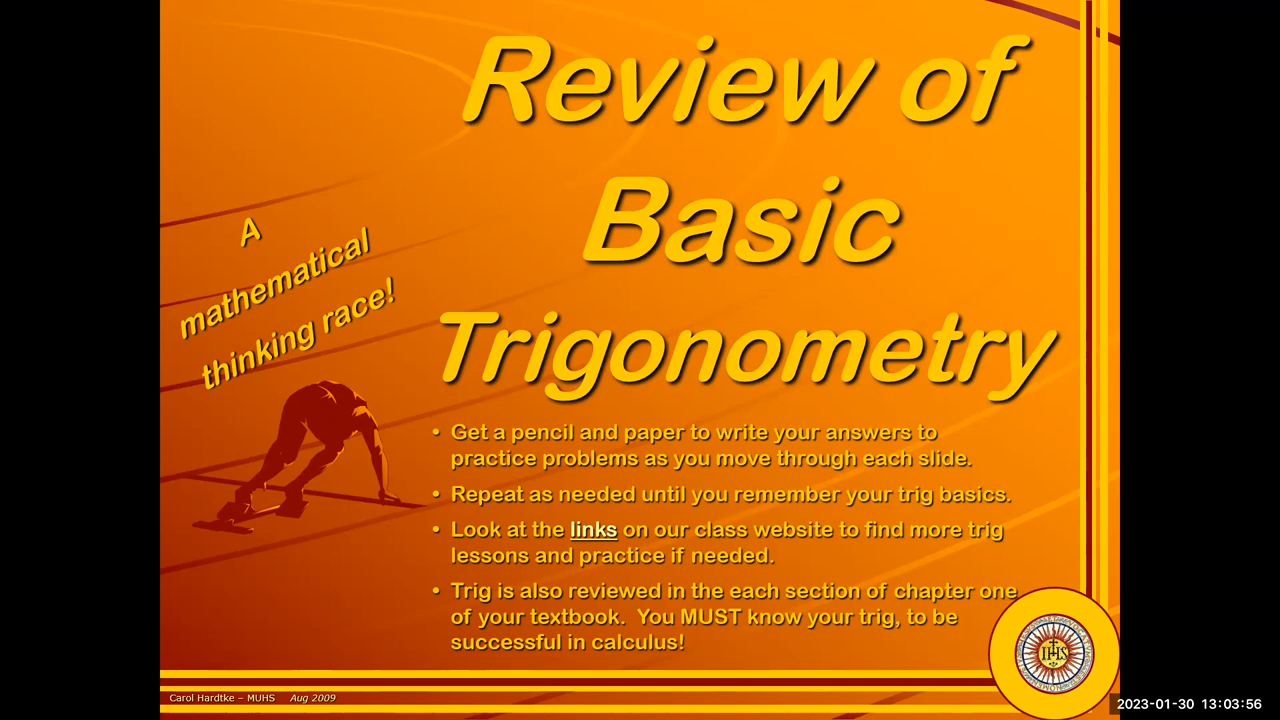 Review of
Basic
Trigonometry
A
mathematical
thinking race!
• Get a pencil and paper to write your answers to
practice problems as you move through each slide.
• Repeat as needed until you remember your trig basics.
• Look at the links on our class website to find more trig
lessons and practice if needed.
• Trig is also reviewed in the each section of chapter one
of your textbook.  You MUST know your trig, to be
successful in calculus!
IHS
Carol Hardtke – MUHS Aug 2009
2023-01-30 13:03:56